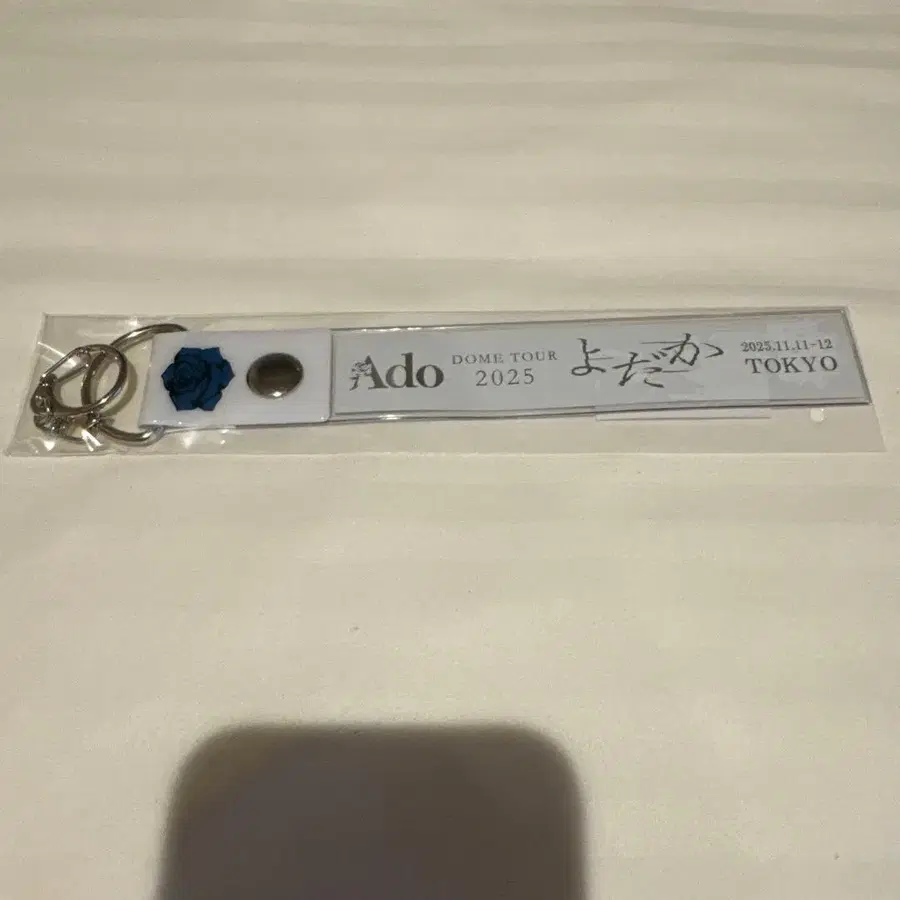 Ado
DOME TOUR
2025
よだか
2025.11.11-12
TOKYO